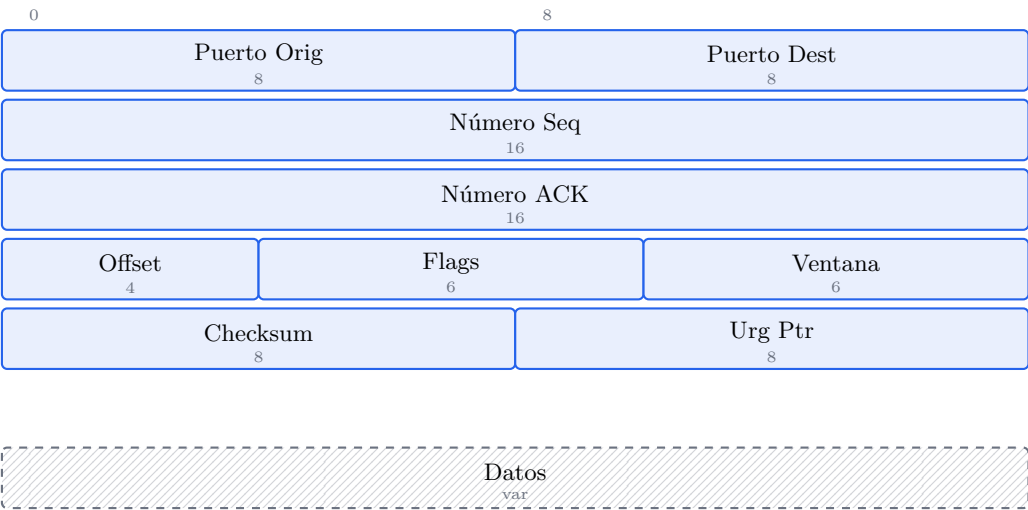 0 8
Puerto Orig Puerto Dest
8 8
Número Seq
16
Número ACK
16
Offset Flags Ventana
4 6 6
Checksum Urg Ptr
8 8
Datos
var